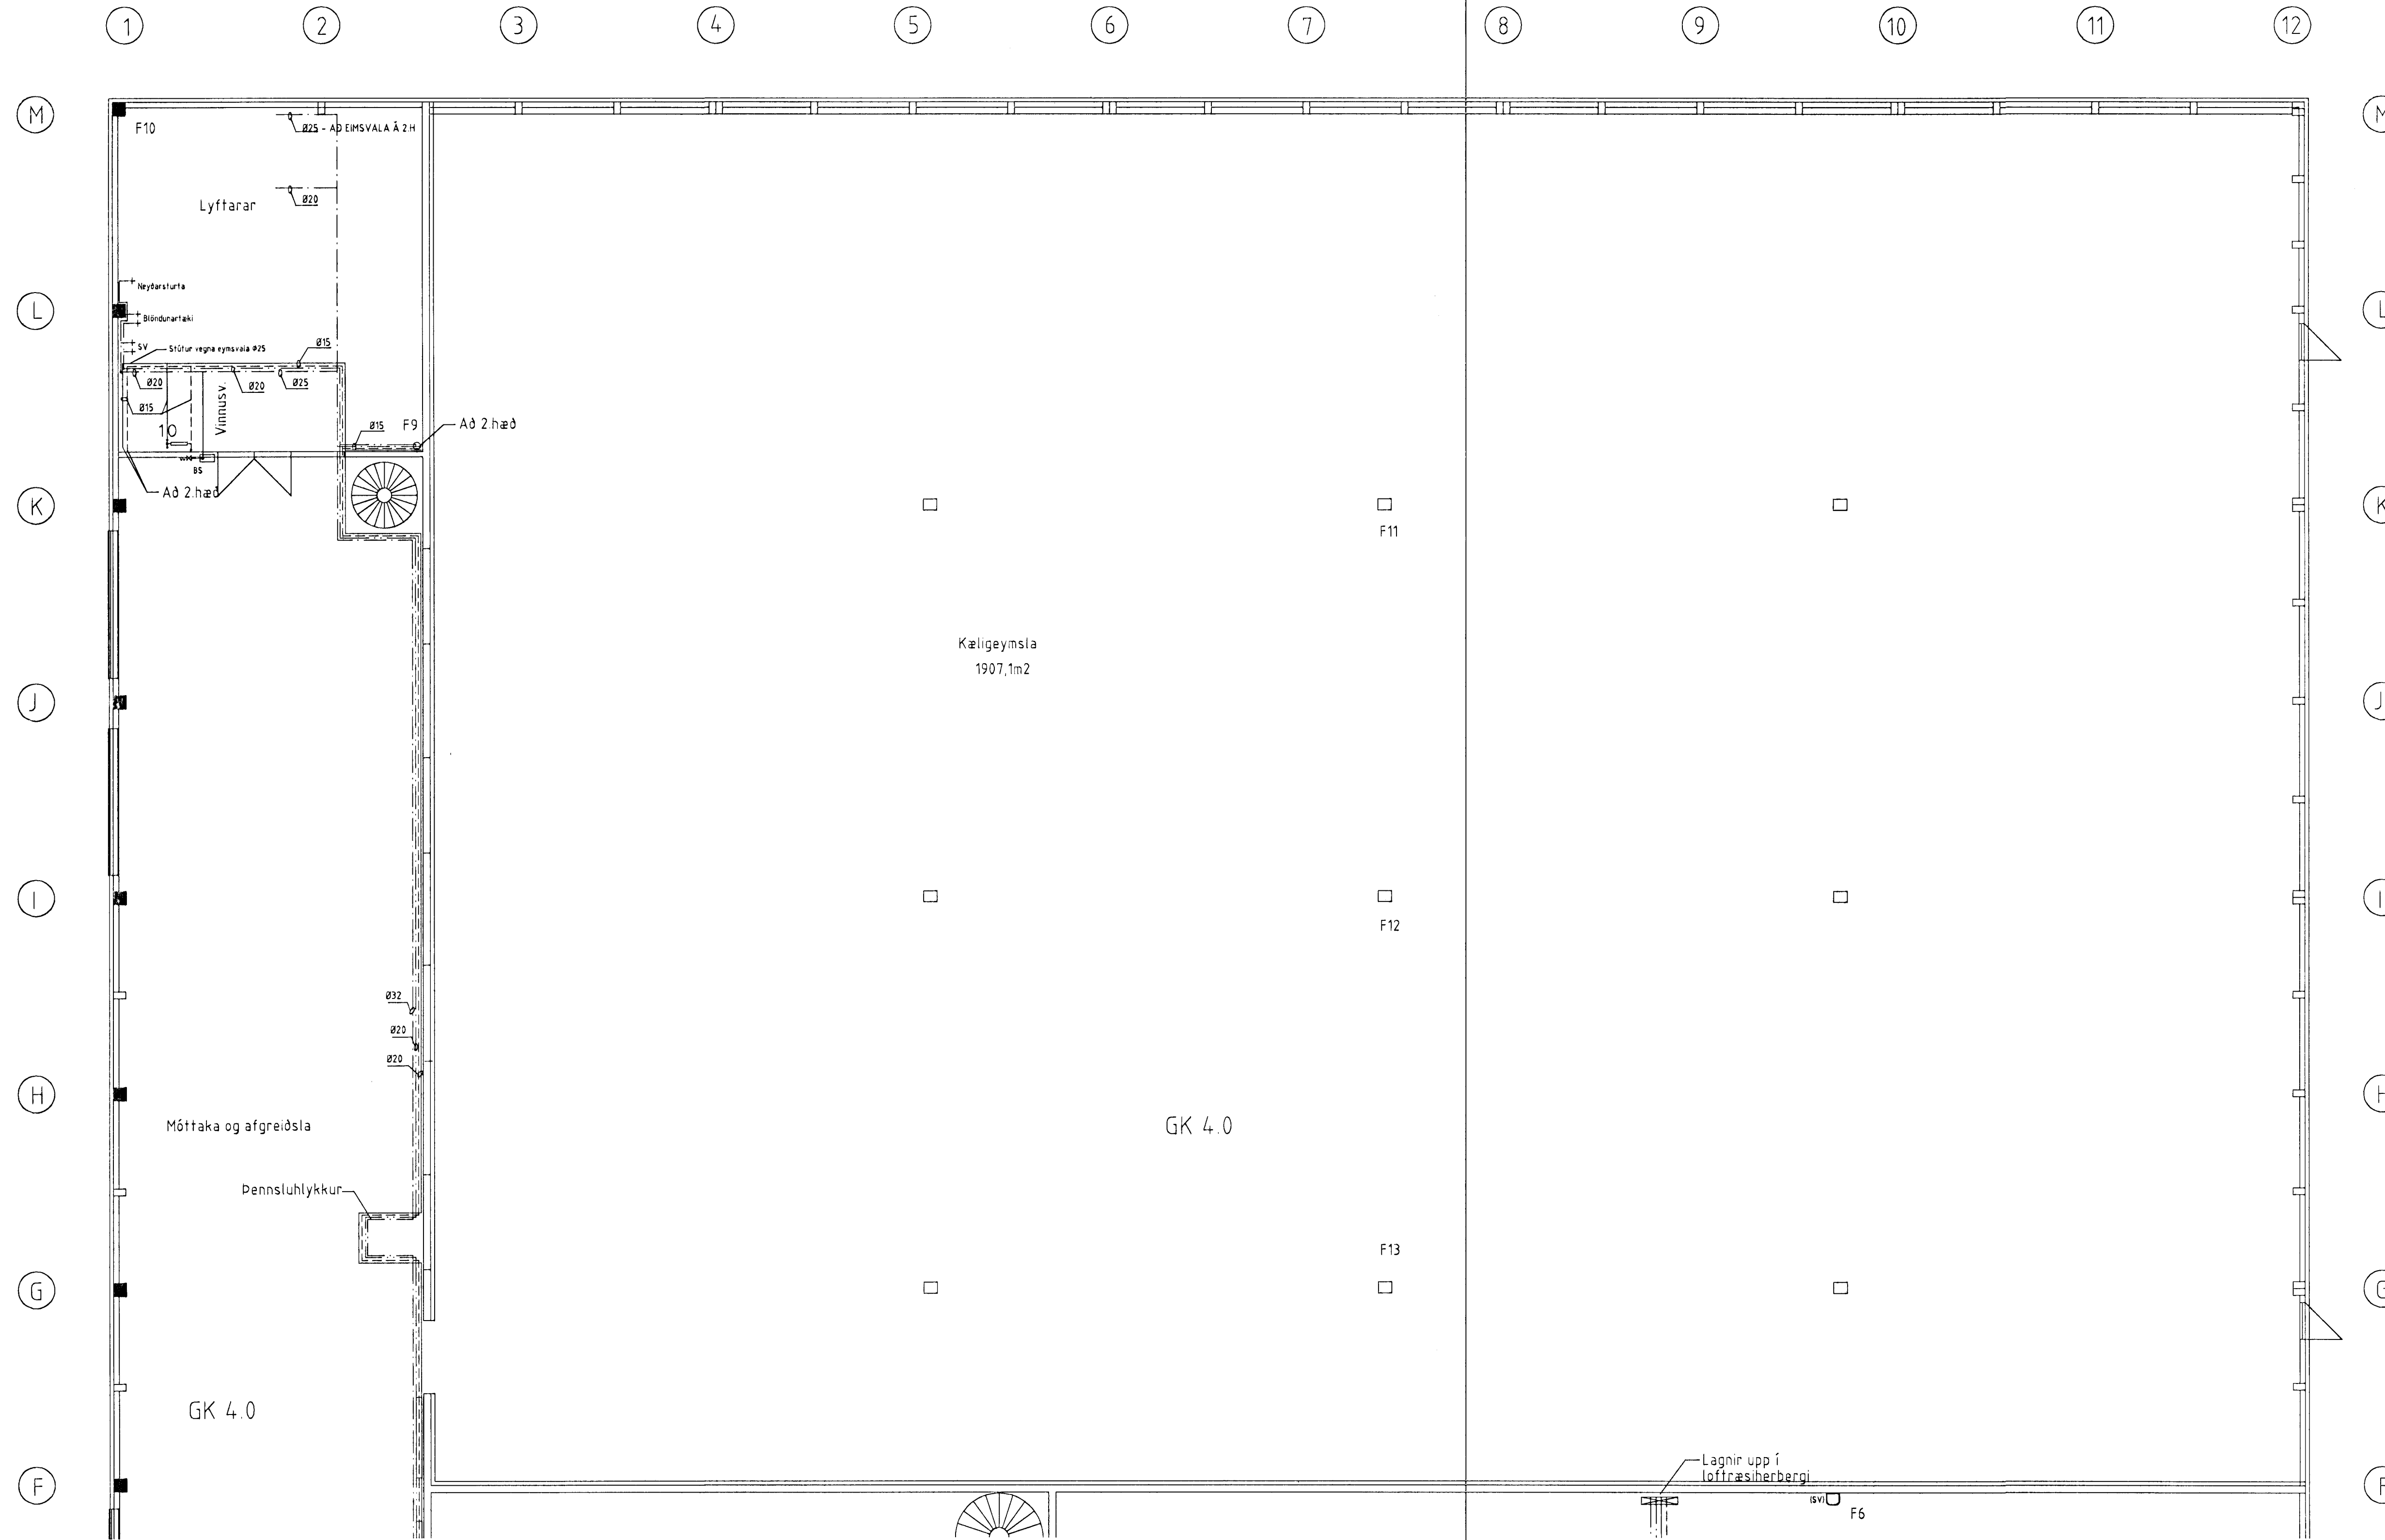 1 2 3 4 5 6 7 8 9 10 11 12
M
M
F10
Ø25 - AÐ EIMSVALA Á 2.H
Lyftarar
Ø20
Neyðarsturta
L
L
Blöndunartæki
SV
Stútur vegna eymsvala Ø25
Ø15
Ø20
Ø20
Ø25
Ø15
Vinnusv.
10
Ø15
F9
Að 2.hæð
BS
Að 2.hæð
K
K
F11
Kæligeymsla
1907,1m2
J
J
I
I
F12
Ø32
Ø20
Ø20
H
H
Móttaka og afgreiðsla
GK 4.0
Þennsluhlykkur
F13
G
G
GK 4.0
Lagnir upp í
loftræsiherbergi
F
F
(SV)
F6